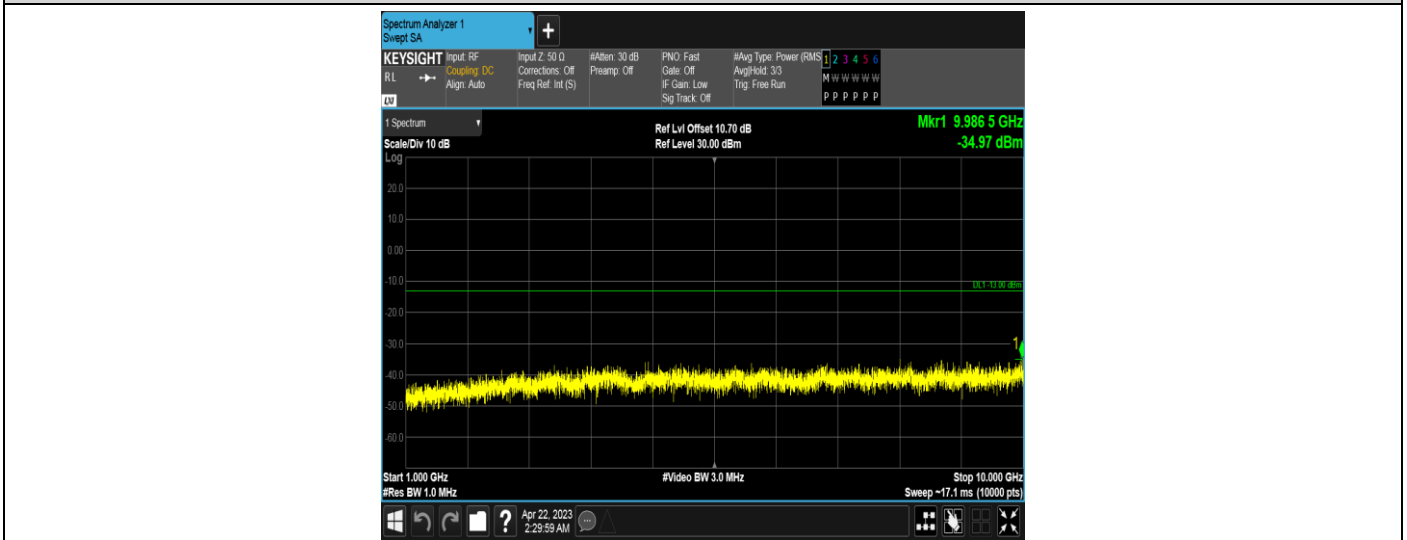 Spectrum Analyzer 1
Swept SA
+
KEYSIGHT Input: RF Input Z: 50 Ω #Atten: 30 dB PNO: Fast #Avg Type: Power (RMS 1 2 3 4 5 6
RL Coupling: DC Corrections: Off Preamp: Off Gate: Off Avg|Hold: 3/3 M W W W W W
Align: Auto Freq Ref: Int (S) IF Gain: Low Trig: Free Run P P P P P P
LXI Sig Track: Off
1 Spectrum Ref Lvl Offset 10.70 dB Mkr1 9.986 5 GHz
Scale/Div 10 dB Ref Level 30.00 dBm -34.97 dBm
Log
20.0
10.0
0.00
-10.0
DL1 -13.00 dBm
-20.0
-30.0
1
-40.0
-50.0
-60.0
Start 1.000 GHz #Video BW 3.0 MHz Stop 10.000 GHz
#Res BW 1.0 MHz Sweep ~17.1 ms (10000 pts)
? Apr 22, 2023
2:29:59 AM